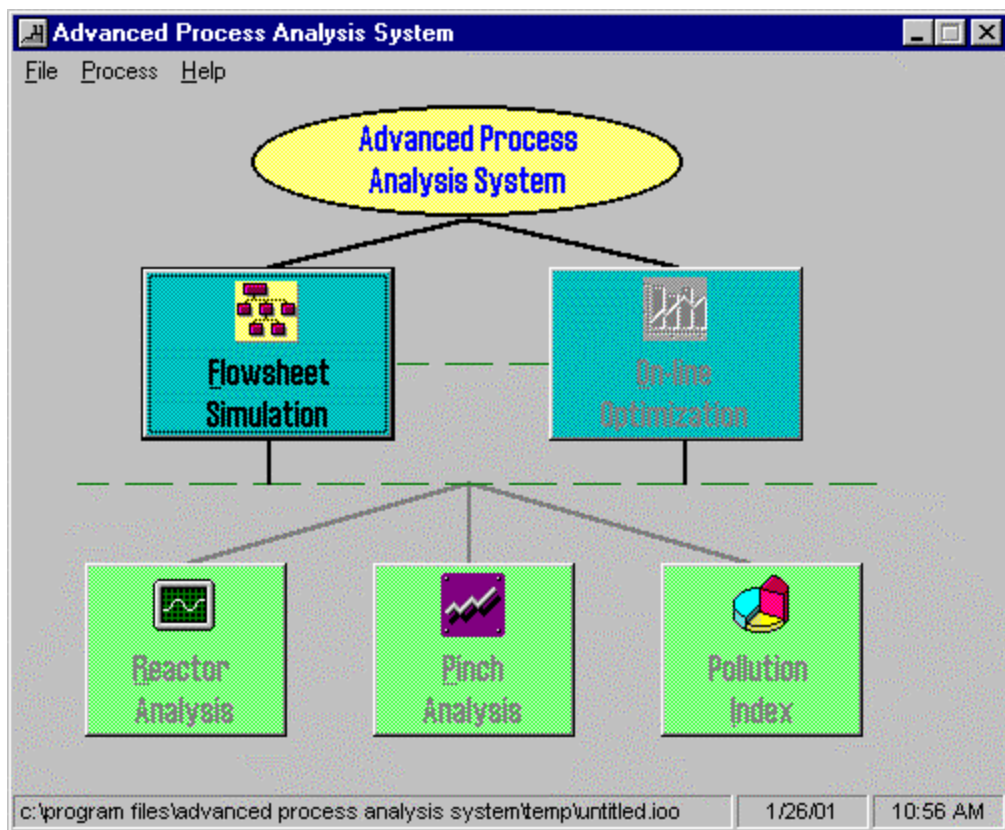 Advanced Process Analysis System
File Process Help
Advanced Process
Analysis System
Flowsheet
Simulation
On-line
Optimization
Reactor
Analysis
Pinch
Analysis
Pollution
Index
c:\program files\advanced process analysis system\temp\untitled.ioo 1/26/01 10:56 AM